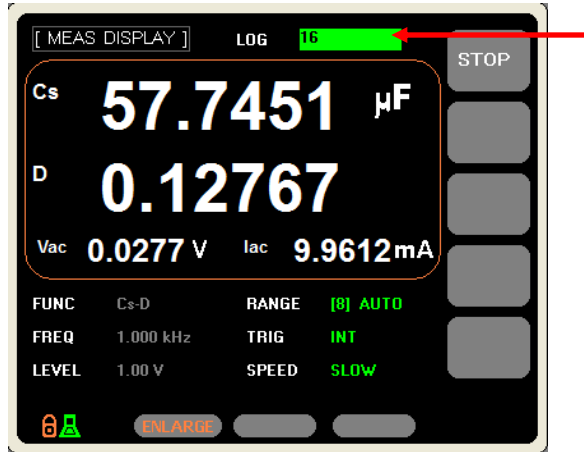 [ MEAS DISPLAY ] LOG 16 STOP
Cs 57.7451 µF
D 0.12767
Vac 0.0277 V Iac 9.9612 mA
FUNC Cs-D RANGE [8] AUTO
FREQ 1.000 kHz TRIG INT
LEVEL 1.00 V SPEED SLOW
ENLARGE